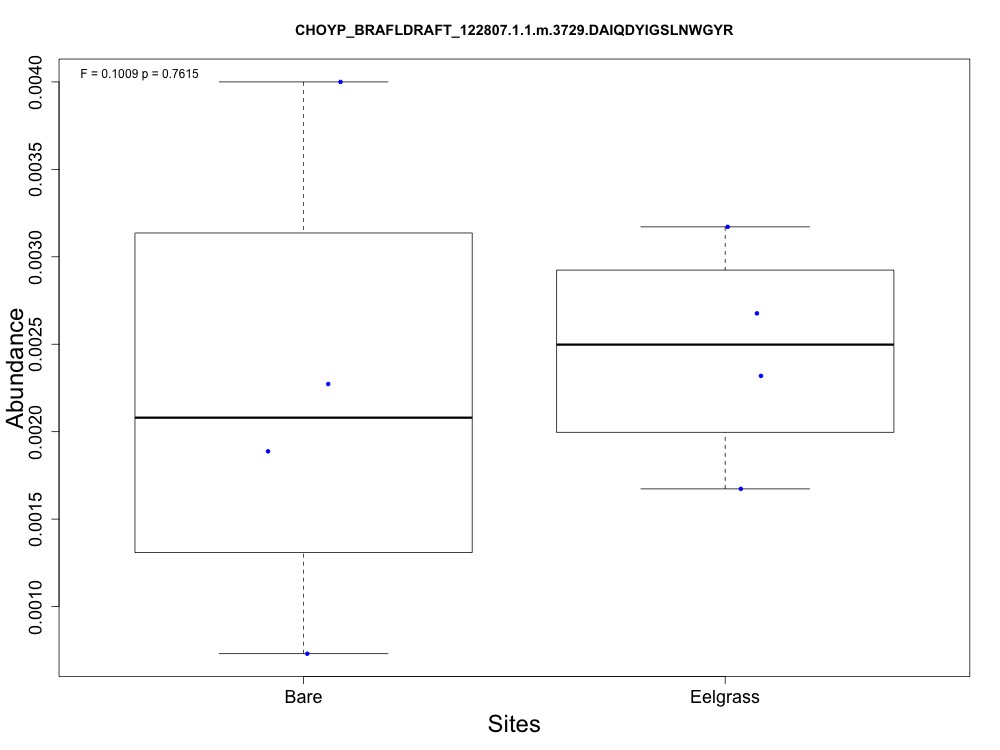 CHOYP_BRAFLDRAFT_122807.1.1.m.3729.DAIQDYIGSLNWGYR
F = 0.1009 p = 0.7615
0.0040
0.0035
0.0030
0.0025
0.0020
0.0015
0.0010
Abundance
Bare
Eelgrass
Sites